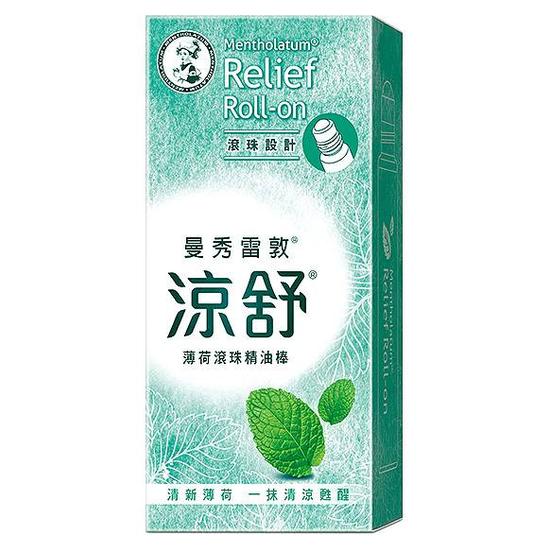 Mentholatum®
Relief
Roll-on
滾珠設計
曼秀雷敦®
涼舒®
薄荷滾珠精油棒
清新薄荷 一抹清涼甦醒
Mentholatum®
Relief Roll-on